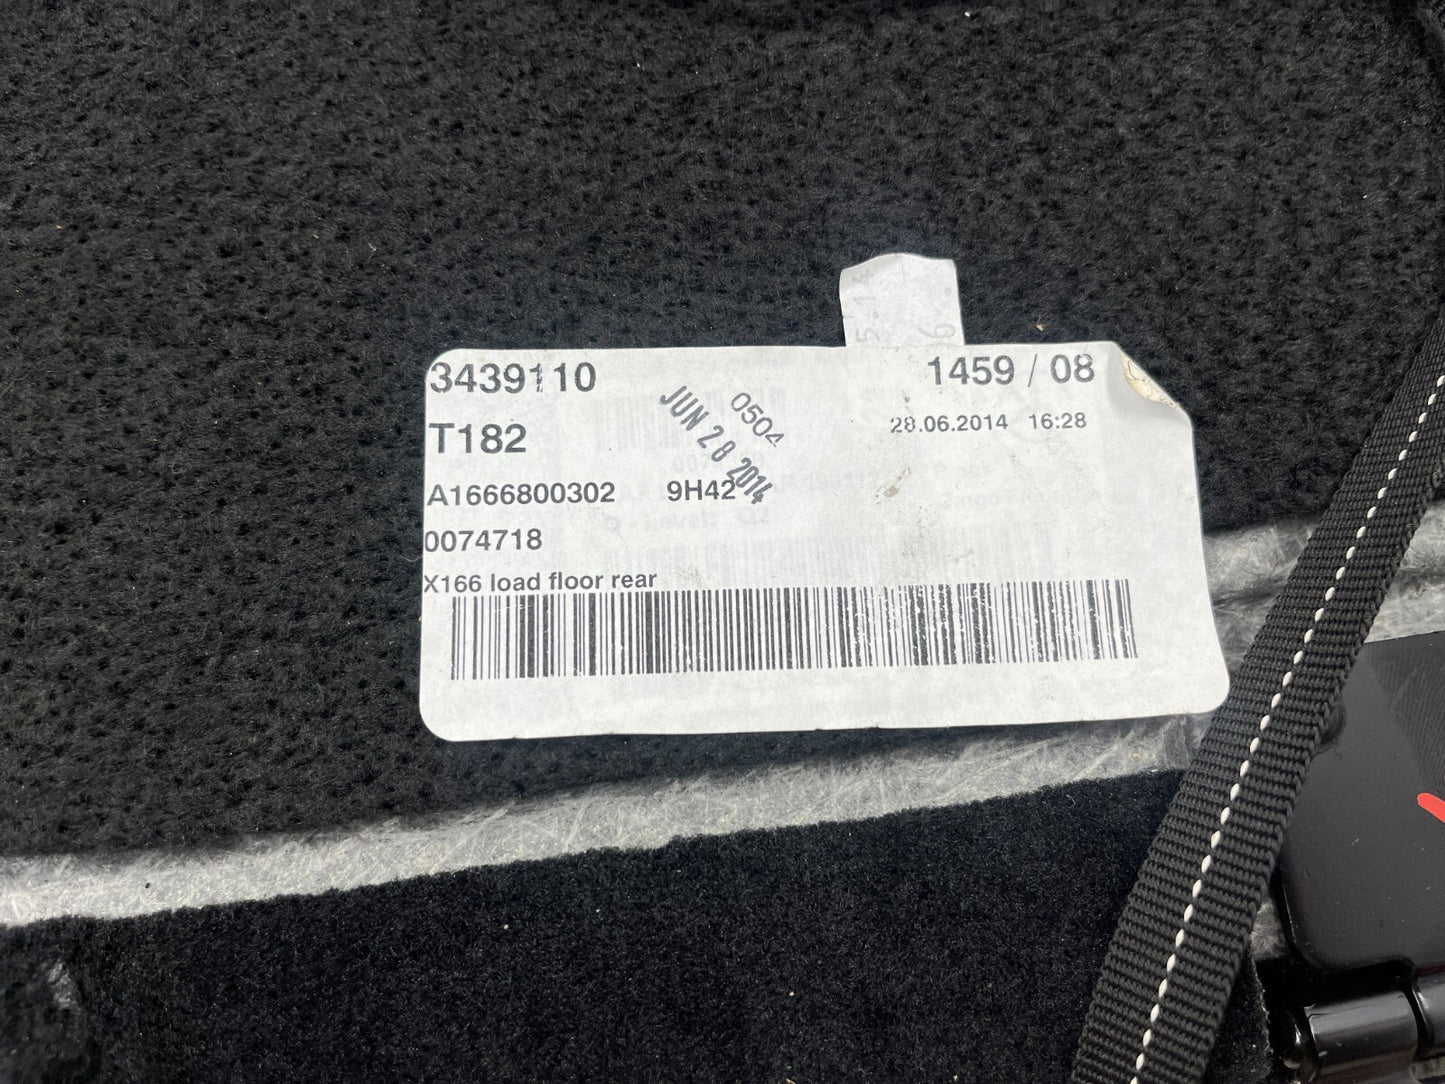 3439110
1459 / 08
0504
JUN 28 2014
28.06.2014 16:28
T182
A1666800302 9H42
0074718
X166 load floor rear